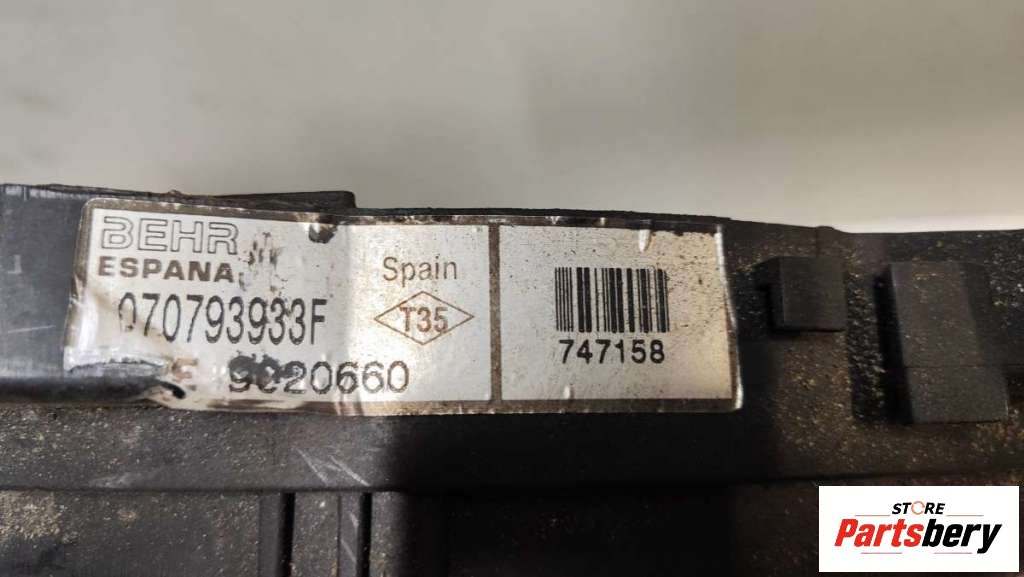 BEHR
ESPANA
070793933F
9020660
Spain
T35
747158
STORE
Partsbery